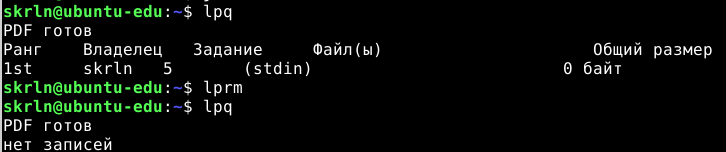 skrln@ubuntu-edu:~$ lpq
PDF готов
Ранг Владелец Задание Файл(ы) Общий размер
1st skrln 5 (stdin) 0 байт
skrln@ubuntu-edu:~$ lprm
skrln@ubuntu-edu:~$ lpq
PDF готов
нет записей